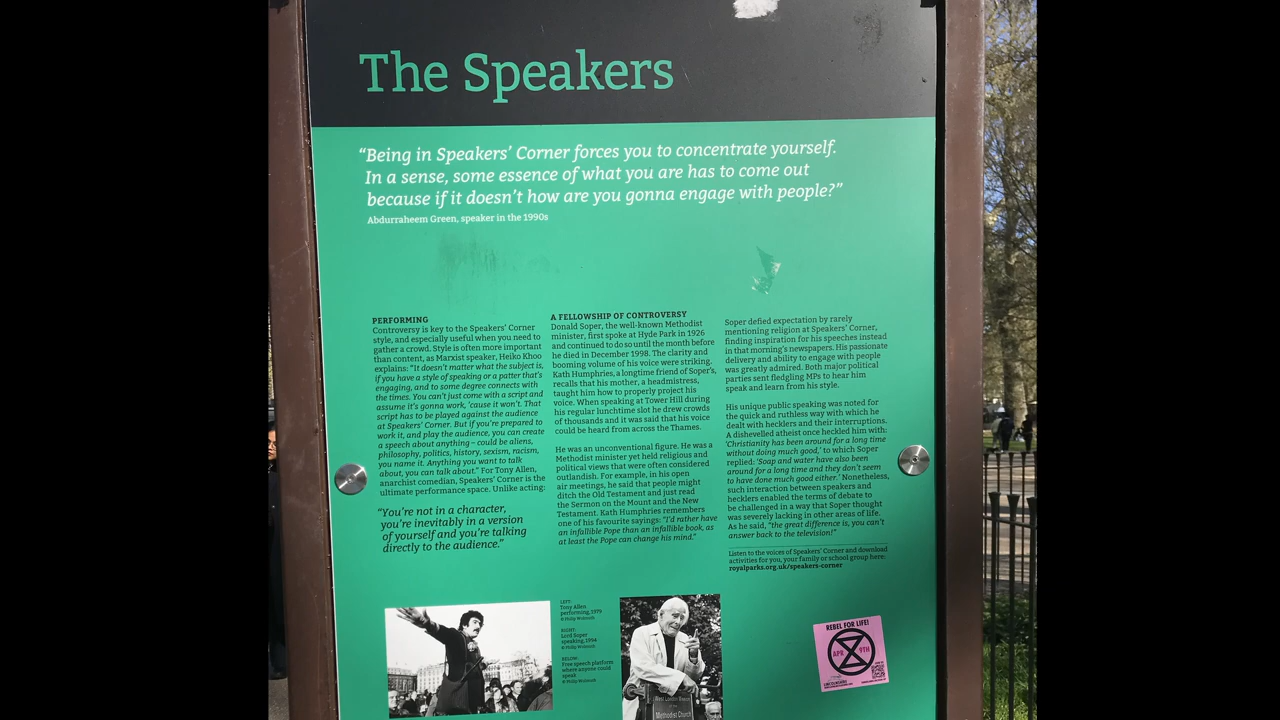 The Speakers
“Being in Speakers’ Corner forces you to concentrate yourself.
In a sense, some essence of what you are has to come out
because if it doesn’t how are you gonna engage with people?”
Abdurraheem Green, speaker in the 1990s
PERFORMING
Controversy is key to the Speakers’ Corner
style, and especially useful when you need to
gather a crowd. Style is often more important
than content, as Marxist speaker, Heiko Khoo
explains: “It doesn’t matter what the subject is,
if you have a style of speaking or a patter that’s
engaging, and to some degree connects with
the times. You can’t just come with a script and
assume it’s gonna work, ‘cause it won’t. That
script has to be played against the audience
at Speakers’ Corner. But if you’re prepared to
work it, and play the audience, you can create
a speech about anything – could be aliens,
philosophy, politics, history, sexism, racism,
you name it. Anything you want to talk
about, you can talk about.” For Tony Allen,
anarchist comedian, Speakers’ Corner is the
ultimate performance space. Unlike acting:
“You’re not in a character,
you’re inevitably in a version
of yourself and you’re talking
directly to the audience.”
A FELLOWSHIP OF CONTROVERSY
Donald Soper, the well-known Methodist
minister, first spoke at Hyde Park in 1926
and continued to do so until the month before
he died in December 1998. The clarity and
booming volume of his voice were striking.
Kath Humphries, a longtime friend of Soper’s,
recalls that his mother, a headmistress,
taught him how to properly project his
voice. When speaking at Tower Hill during
his regular lunchtime slot he drew crowds
of thousands and it was said that his voice
could be heard from across the Thames.
He was an unconventional figure. He was a
Methodist minister yet held religious and
political views that were often considered
outlandish. For example, in his open
air meetings, he said that people might
ditch the Old Testament and just read
the Sermon on the Mount and the New
Testament. Kath Humphries remembers
one of his favourite sayings: “I’d rather have
an infallible Pope than an infallible book, as
at least the Pope can change his mind.”
Soper defied expectation by rarely
mentioning religion at Speakers’ Corner,
finding inspiration for his speeches instead
in that morning’s newspapers. His passionate
delivery and ability to engage with people
was greatly admired. Both major political
parties sent fledgling MPs to hear him
speak and learn from his style.
His unique public speaking was noted for
the quick and ruthless way with which he
dealt with hecklers and their interruptions.
A dishevelled atheist once heckled him with:
‘Christianity has been around for a long time
without doing much good,’ to which Soper
replied: ‘Soap and water have also been
around for a long time and they don’t seem
to have done much good either.’ Nonetheless,
such interaction between speakers and
hecklers enabled the terms of debate to
be challenged in a way that Soper thought
was severely lacking in other areas of life.
As he said, “the great difference is, you can’t
answer back to the television!”
Listen to the voices of Speakers’ Corner and download
activities for you, your family or school group here:
royalparks.org.uk/speakers-corner
LEFT:
Tony Allen
performing, 1979
© Philip Wolmuth
RIGHT:
Lord Soper
speaking, 1994
© Philip Wolmuth
BELOW:
Free speech platform
where anyone could
speak
© Philip Wolmuth
West London
Methodist Church
REBEL FOR LIFE!
APR 9TH